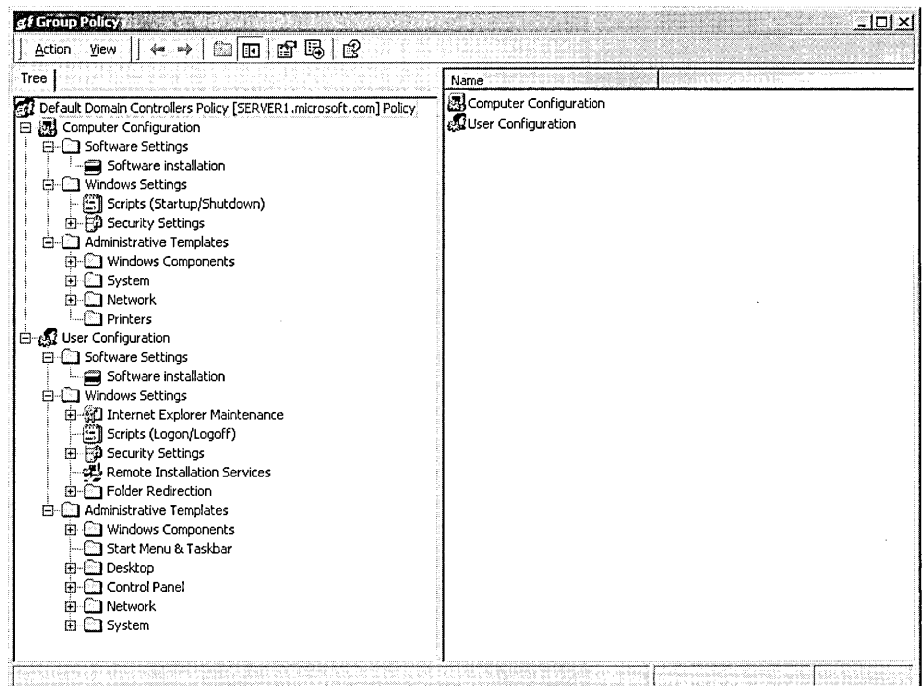 Group Policy
Action View
Tree
Name
Default Domain Controllers Policy [SERVER1.microsoft.com] Policy
Computer Configuration
Software Settings
Software installation
Windows Settings
Scripts (Startup/Shutdown)
Security Settings
Administrative Templates
Windows Components
System
Network
Printers
User Configuration
Software Settings
Software installation
Windows Settings
Internet Explorer Maintenance
Scripts (Logon/Logoff)
Security Settings
Remote Installation Services
Folder Redirection
Administrative Templates
Windows Components
Start Menu & Taskbar
Desktop
Control Panel
Network
System
Computer Configuration
User Configuration